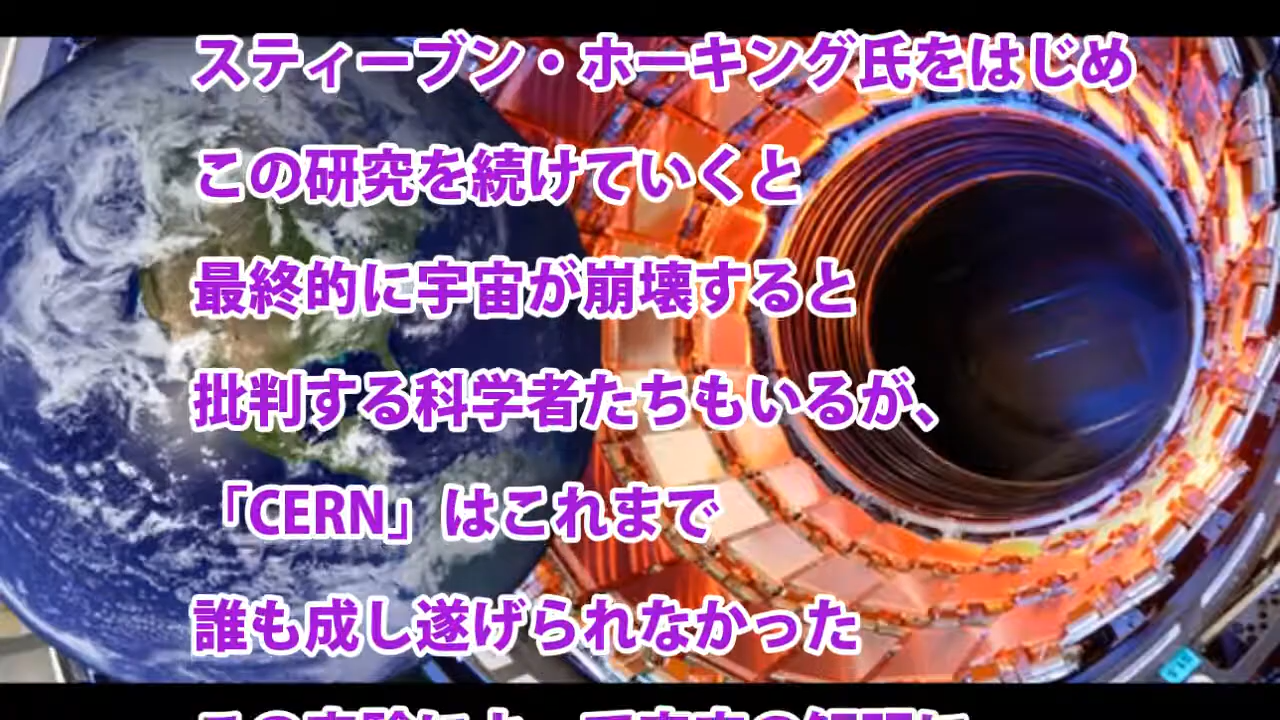 スティーブン・ホーキング氏をはじめ
この研究を続けていくと
最終的に宇宙が崩壊すると
批判する科学者たちもいるが、
「CERN」はこれまで
誰も成し遂げられなかった